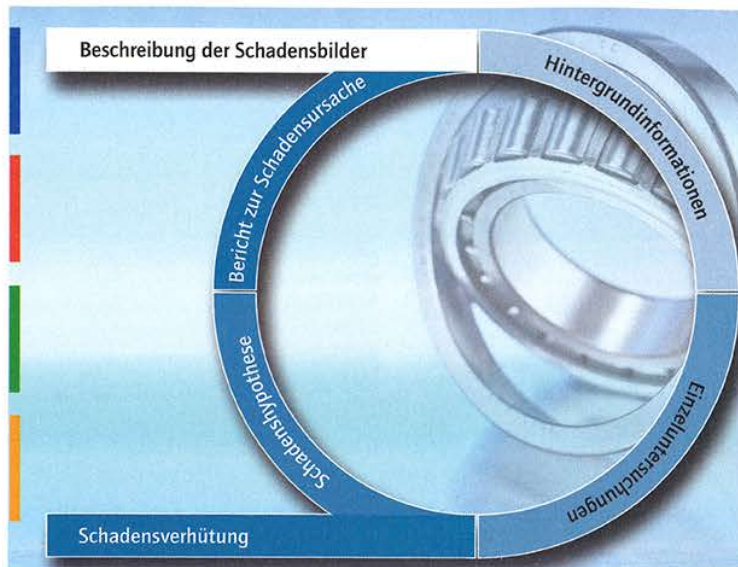 Beschreibung der Schadensbilder
Hintergrundinformationen
Einzeluntersuchungen
Schadenshypothese
Bericht zur Schadensursache
Schadensverhütung